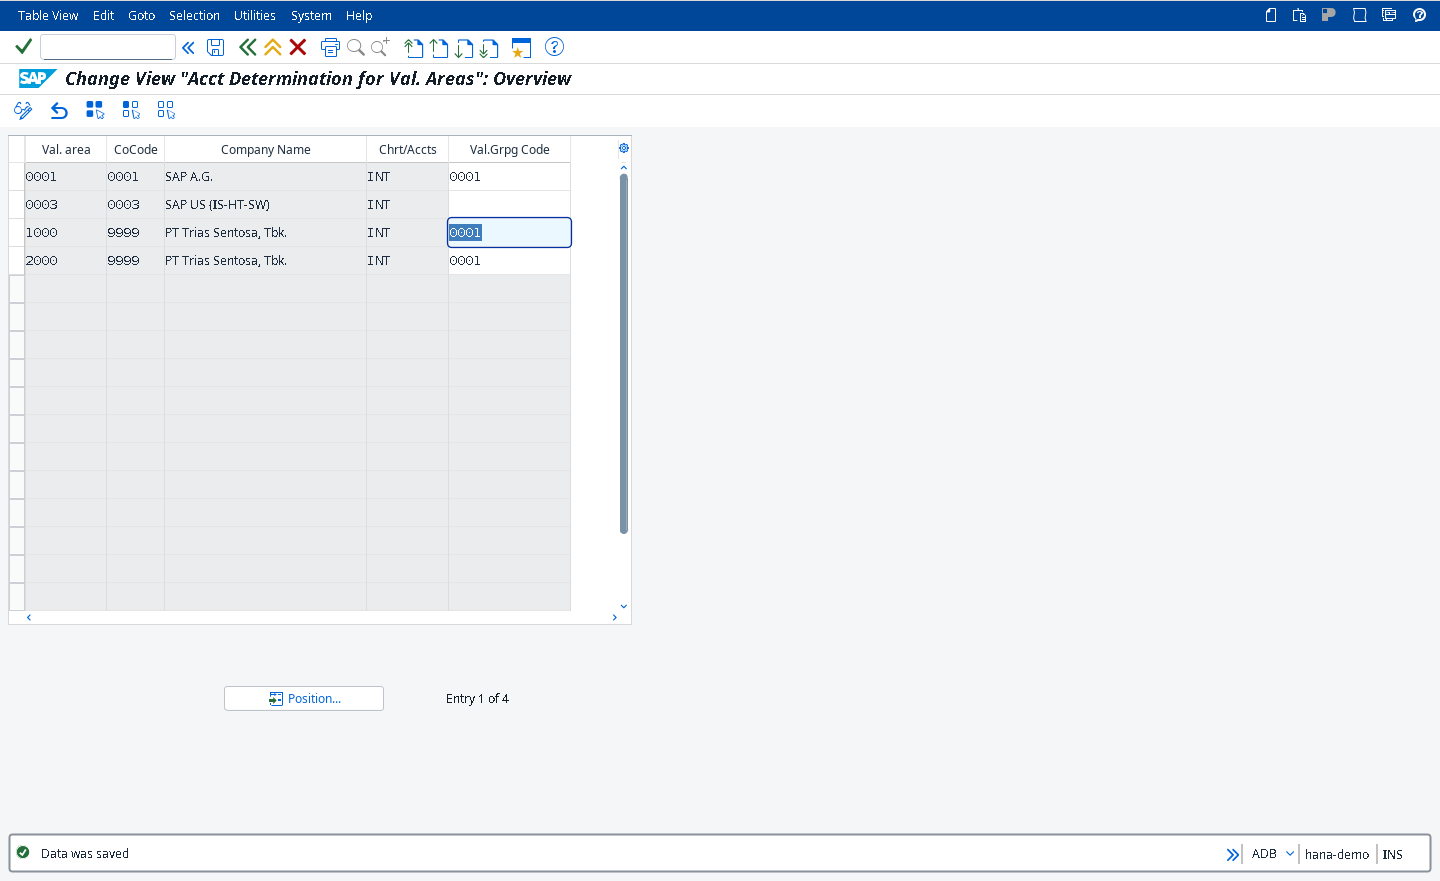 Table View Edit Goto Selection Utilities System Help
SAP Change View "Acct Determination for Val. Areas": Overview
Val. area CoCode Company Name Chrt/Accts Val.Grpg Code
0001 0001 SAP A.G. INT 0001
0003 0003 SAP US (IS-HT-SW) INT
1000 9999 PT Trias Sentosa, Tbk. INT 0001
2000 9999 PT Trias Sentosa, Tbk. INT 0001
Position... Entry 1 of 4
Data was saved ADB hana-demo INS